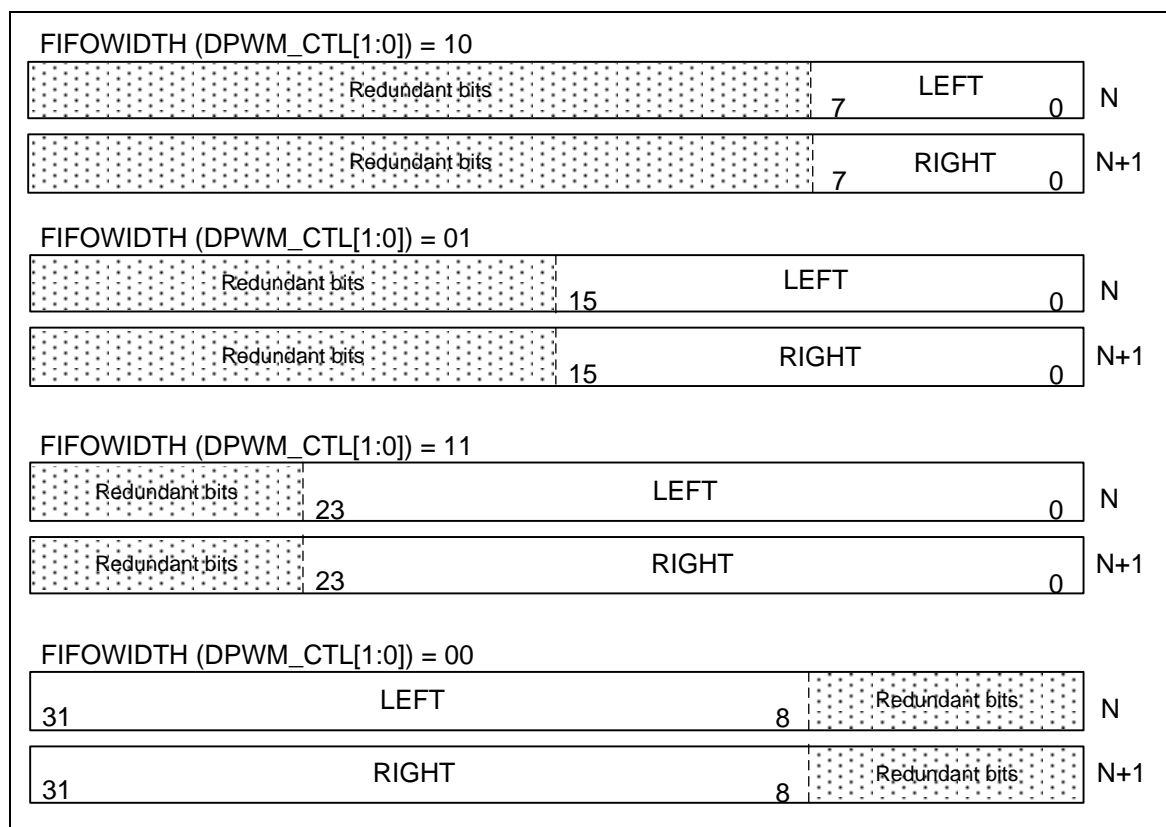 FIFOWIDTH (DPWM_CTL[1:0]) = 10
Redundant bits 7 LEFT 0 N
Redundant bits 7 RIGHT 0 N+1
FIFOWIDTH (DPWM_CTL[1:0]) = 01
Redundant bits 15 LEFT 0 N
Redundant bits 15 RIGHT 0 N+1
FIFOWIDTH (DPWM_CTL[1:0]) = 11
Redundant bits 23 LEFT 0 N
Redundant bits 23 RIGHT 0 N+1
FIFOWIDTH (DPWM_CTL[1:0]) = 00
31 LEFT 8 Redundant bits N
31 RIGHT 8 Redundant bits N+1